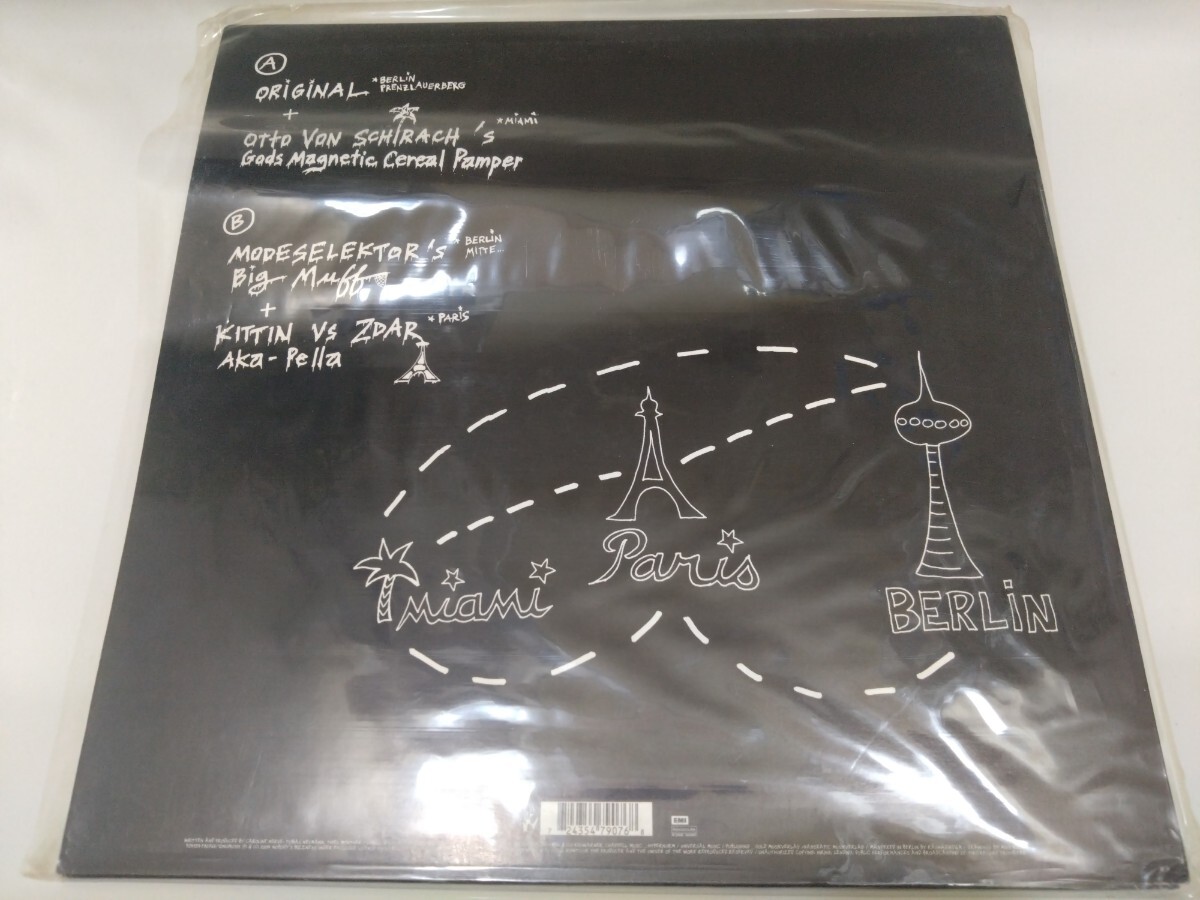 A
ORiGiNAL *BERLiN
PRENZLAUERBERG
+
OTTO VON SCHIRACH 's *MiAMi
Gods Magnetic Cereal Pamper
B
MODESELEKTOR's * BERLiN
MITTE...
Big Muff
+
KITTIN VS ZDAR *PARiS
AKA-Pella
Paris
Miami
BERLiN
EMI